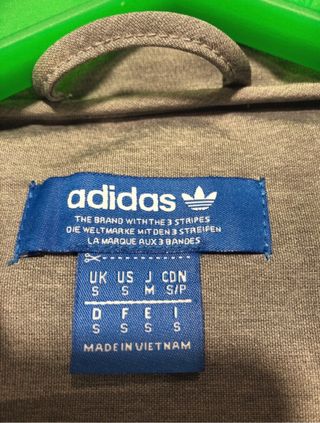 adidas
THE BRAND WITH THE 3 STRIPES
DIE WELTMARKE MIT DEN 3 STREIFEN
LA MARQUE AUX 3 BANDES
UK US J CDN
S S M S/P
D F E I
S S S S
MADE IN VIETNAM